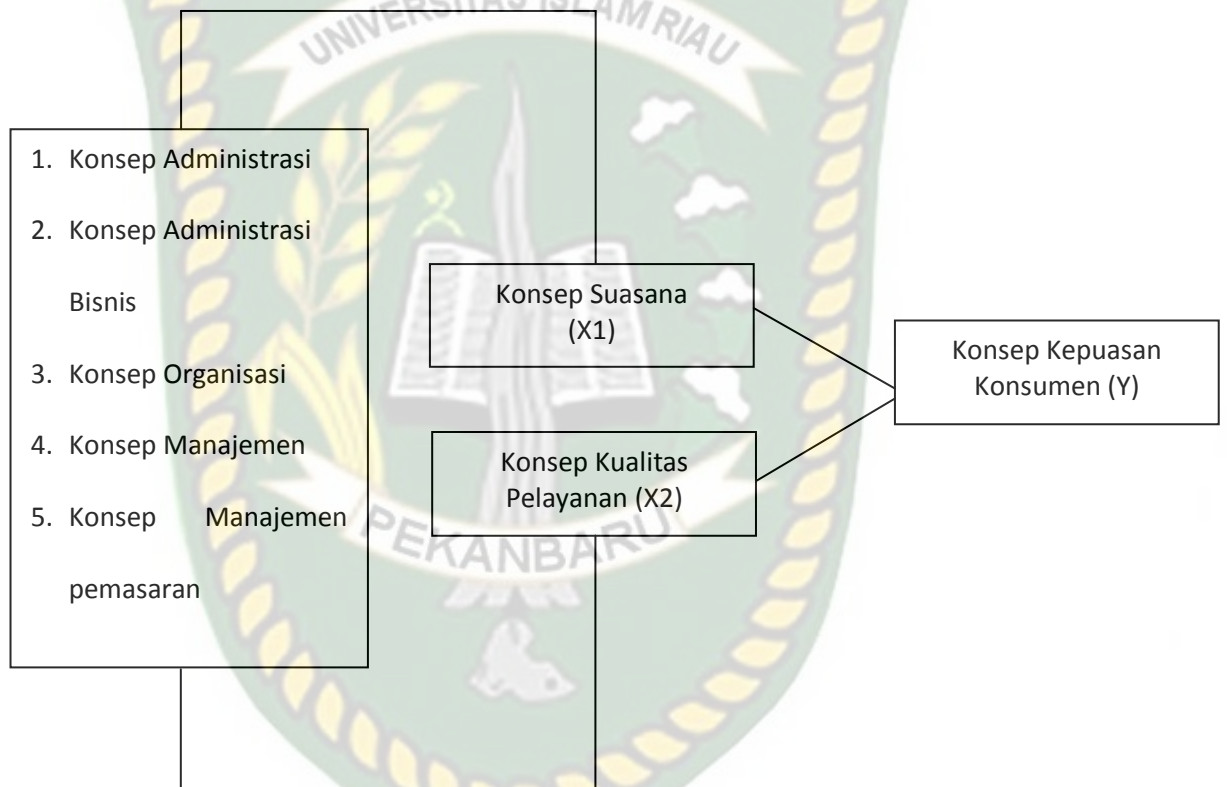 UNIVERSITAS ISLAM RIAU
1. Konsep Administrasi
2. Konsep Administrasi
Bisnis
3. Konsep Organisasi
4. Konsep Manajemen
5. Konsep Manajemen
pemasaran
Konsep Suasana
(X1)
Konsep Kualitas
Pelayanan (X2)
Konsep Kepuasan
Konsumen (Y)
PEKANBARU